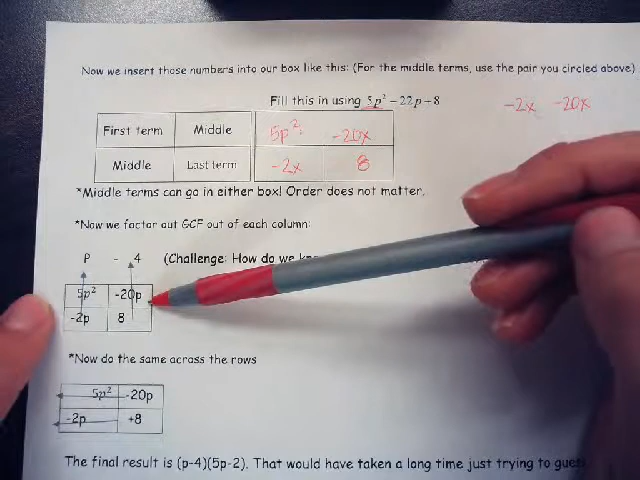 Now we insert those numbers into our box like this: (For the middle terms, use the pair you circled above)
Fill this in using 5p² – 22p – 8
-2x -20x
First term Middle 5p² -20x
Middle Last term -2x 8
*Middle terms can go in either box! Order does not matter.
*Now we factor out GCF out of each column:
P - 4 (Challenge: How do we
5p² -20p
-2p 8
*Now do the same across the rows
5p² -20p
-2p +8
The final result is (p-4)(5p-2). That would have taken a long time just trying to